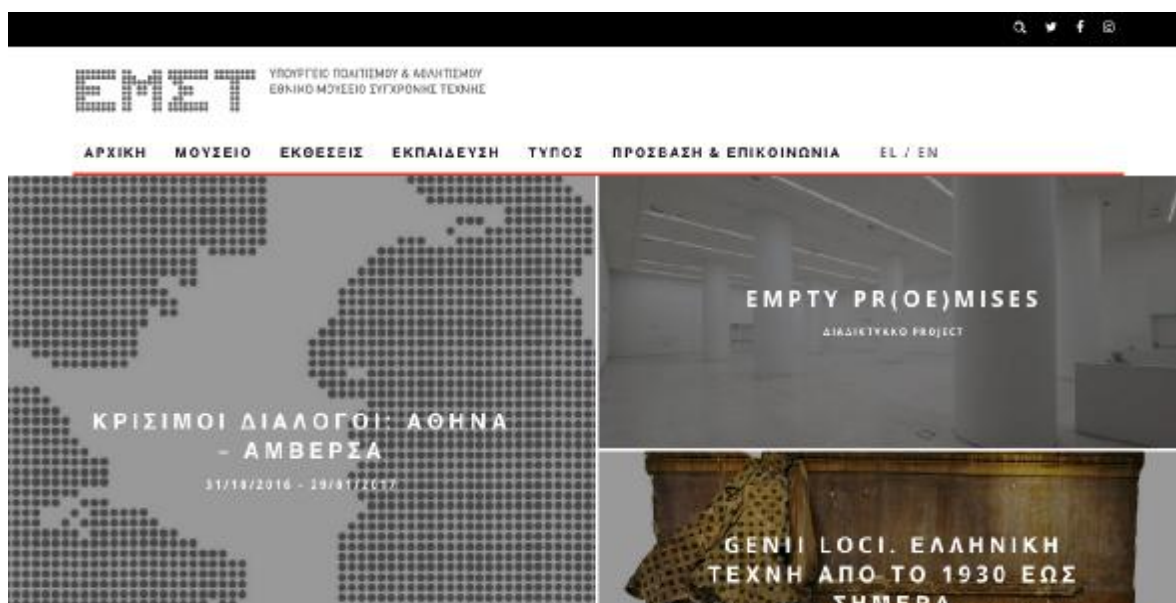 ΕΜΣΤ
ΥΠΟΥΡΓΕΙΟ ΠΟΛΙΤΙΣΜΟΥ & ΑΘΛΗΤΙΣΜΟΥ
ΕΘΝΙΚΟ ΜΟΥΣΕΙΟ ΣΥΓΧΡΟΝΗΣ ΤΕΧΝΗΣ
ΑΡΧΙΚΗ ΜΟΥΣΕΙΟ ΕΚΘΕΣΕΙΣ ΕΚΠΑΙΔΕΥΣΗ ΤΥΠΟΣ ΠΡΟΣΒΑΣΗ & ΕΠΙΚΟΙΝΩΝΙΑ EL / EN
ΚΡΙΣΙΜΟΙ ΔΙΑΛΟΓΟΙ: ΑΘΗΝΑ
– ΑΜΒΕΡΣΑ
31/10/2016 - 29/01/2017
EMPTY PR(OE)MISES
ΔΙΑΔΙΚΤΥΑΚΟ PROJECT
GENII LOCI. ΕΛΛΗΝΙΚΗ
ΤΕΧΝΗ ΑΠΟ ΤΟ 1930 ΕΩΣ
ΣΗΜΕΡΑ